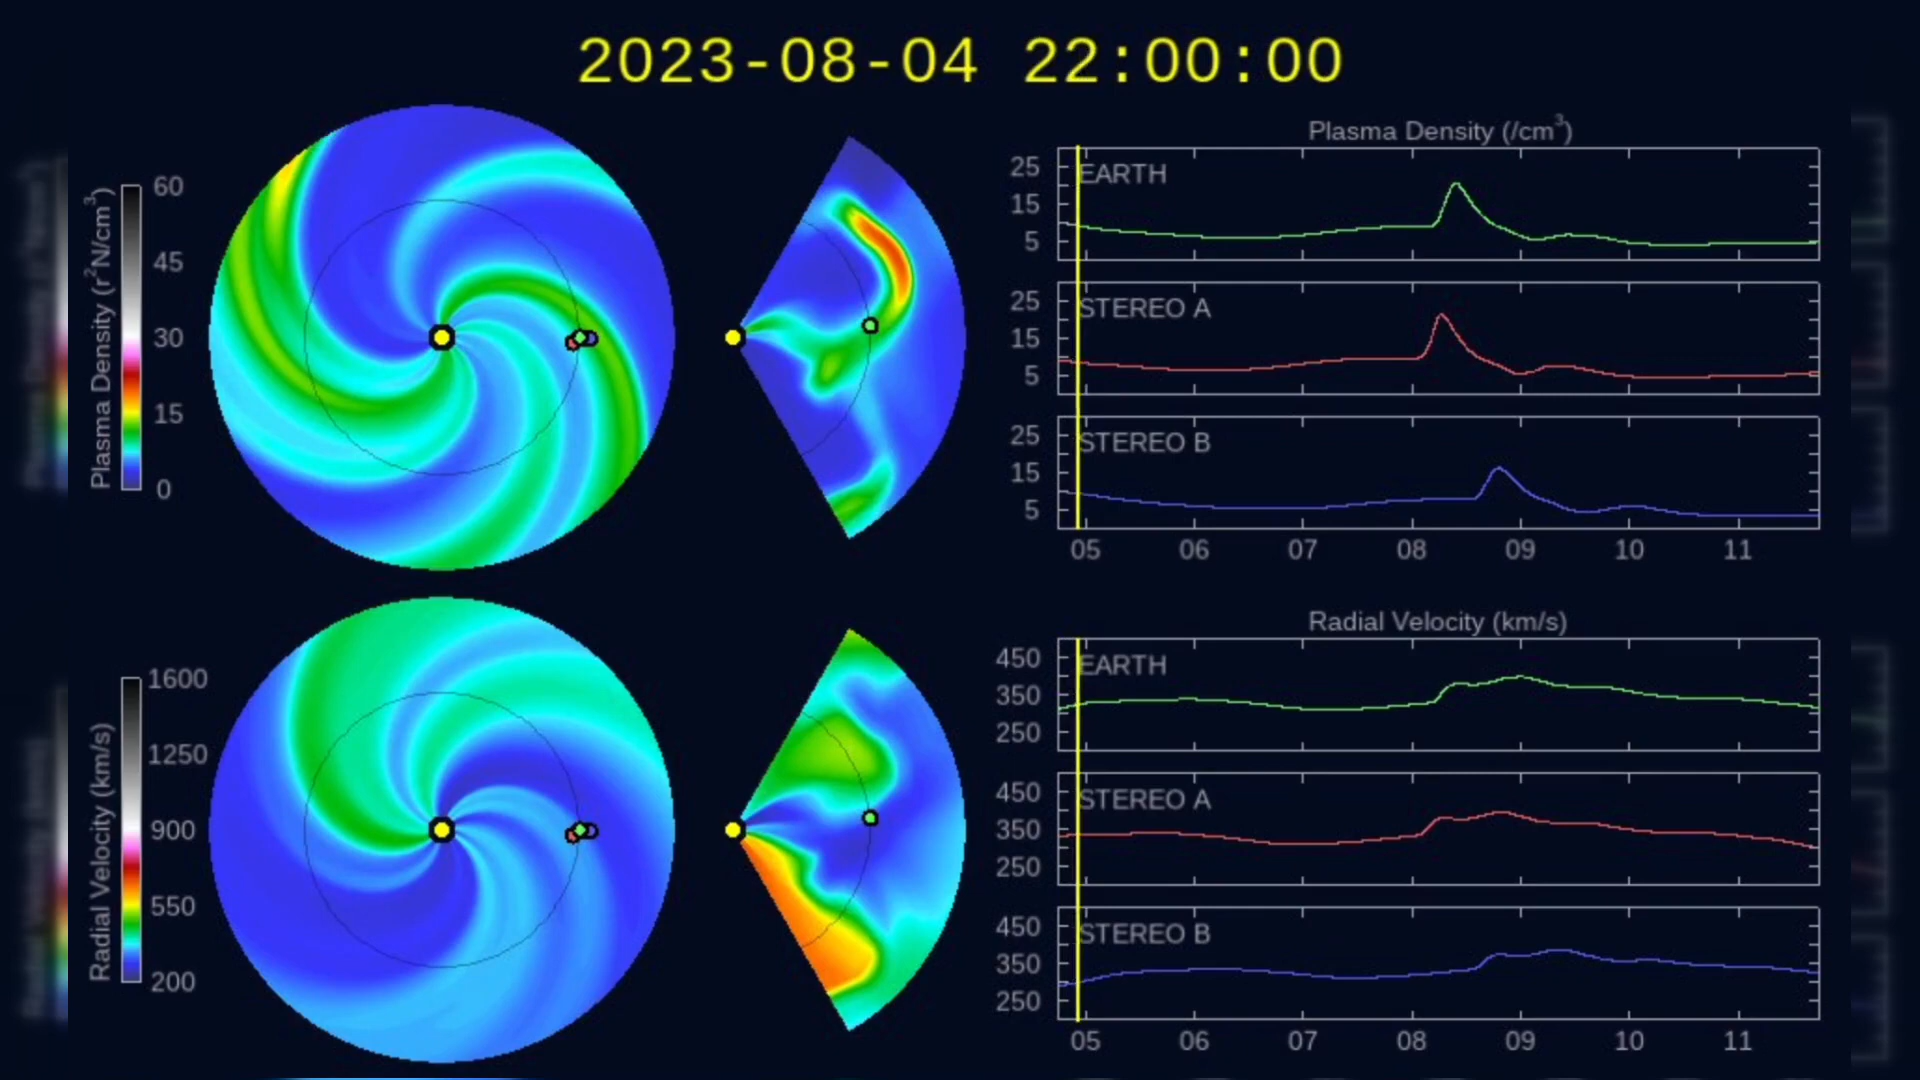 2023-08-04 22:00:00
Plasma Density (r²N/cm³)
60
45
30
15
0
Plasma Density (/cm³)
25
15
5
EARTH
25
15
5
STEREO A
25
15
5
STEREO B
05 06 07 08 09 10 11
Radial Velocity (km/s)
1600
1250
900
550
200
Radial Velocity (km/s)
450
350
250
EARTH
450
350
250
STEREO A
450
350
250
STEREO B
05 06 07 08 09 10 11